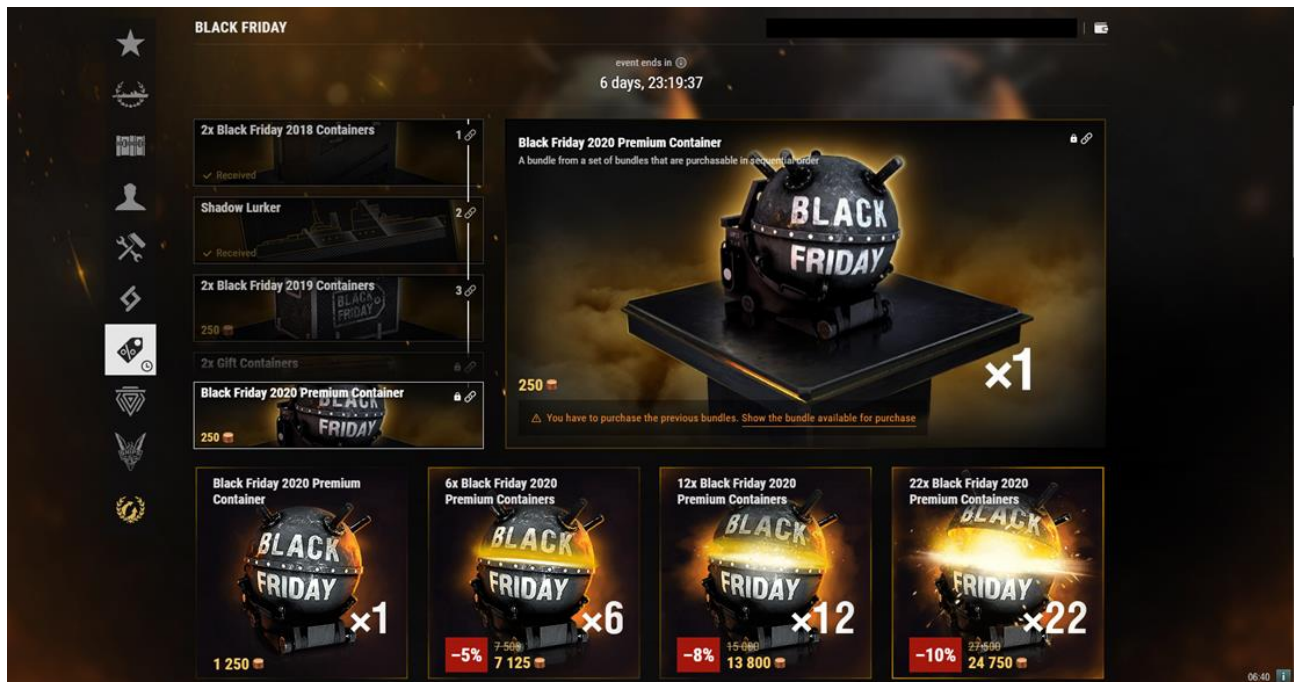 BLACK FRIDAY
event ends in
6 days, 23:19:37
2x Black Friday 2018 Containers
1
Received
Shadow Lurker
2
Received
2x Black Friday 2019 Containers
3
BLACK
FRIDAY
250
2x Gift Containers
Black Friday 2020 Premium Container
BLACK
FRIDAY
250
Black Friday 2020 Premium Container
A bundle from a set of bundles that are purchasable in sequential order
BLACK
FRIDAY
×1
250
You have to purchase the previous bundles. Show the bundle available for purchase
Black Friday 2020 Premium
Container
BLACK
FRIDAY
×1
1 250
6x Black Friday 2020
Premium Containers
BLACK
FRIDAY
×6
-5%
7 500
7 125
12x Black Friday 2020
Premium Containers
BLACK
FRIDAY
×12
-8%
15 000
13 800
22x Black Friday 2020
Premium Containers
BLACK
FRIDAY
×22
-10%
27 500
24 750
06:40